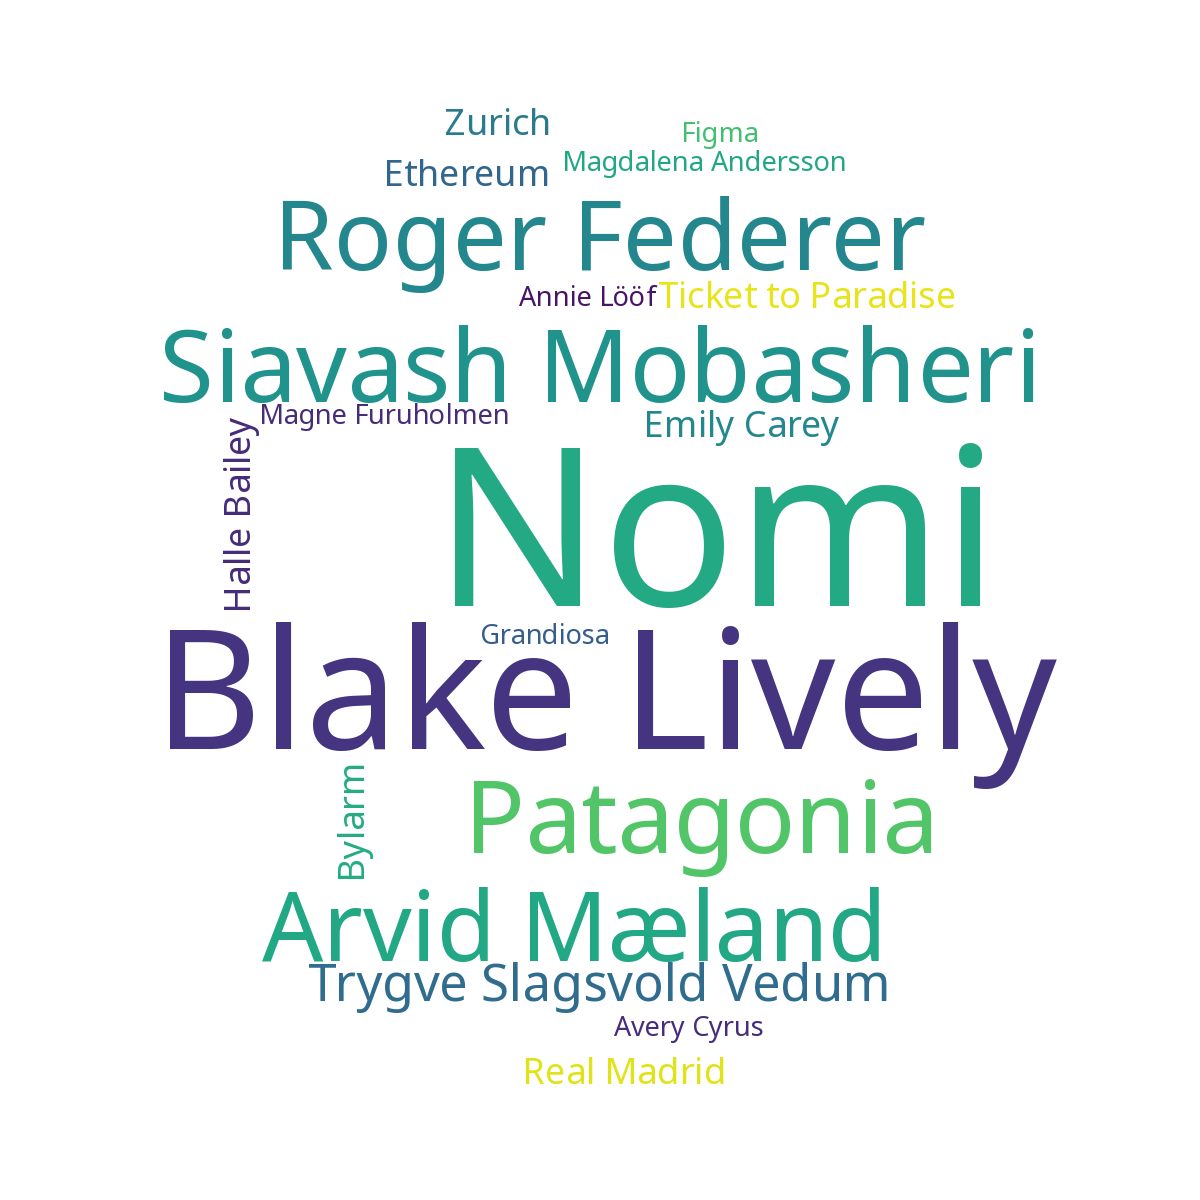 Zurich
Figma
Magdalena Andersson
Ethereum
Roger Federer
Annie Lööf
Ticket to Paradise
Siavash Mobasheri
Magne Furuholmen
Emily Carey
Halle Bailey
Nomi
Grandiosa
Blake Lively
Bylarm
Patagonia
Arvid Mæland
Trygve Slagsvold Vedum
Avery Cyrus
Real Madrid